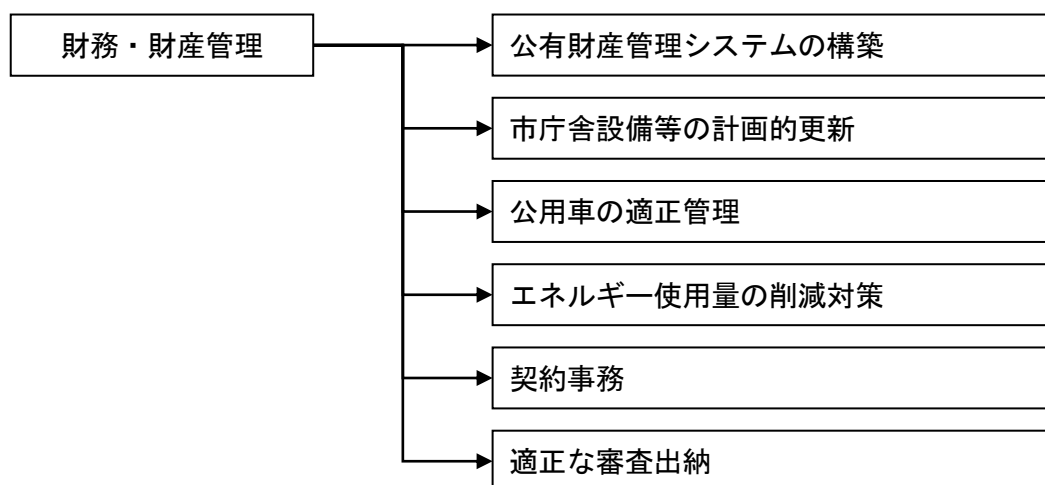 財務・財産管理
公有財産管理システムの構築
市庁舎設備等の計画的更新
公用車の適正管理
エネルギー使用量の削減対策
契約事務
適正な審査出納